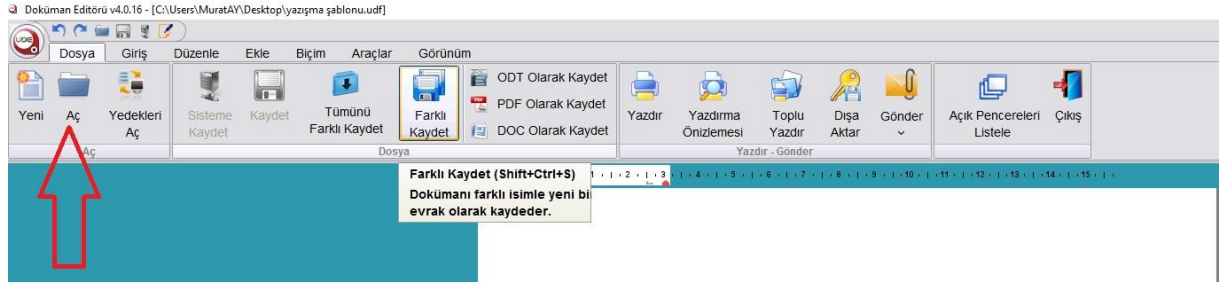 Doküman Editörü v4.0.16 - [C:\Users\MuratAY\Desktop\yazışma şablonu.udf]
UDE
Dosya Giriş Düzenle Ekle Biçim Araçlar Görünüm
Yeni
Aç
Yedekleri
Aç
Sisteme
Kaydet
Kaydet
Tümünü
Farklı Kaydet
Farklı
Kaydet
ODT Olarak Kaydet
PDF Olarak Kaydet
DOC Olarak Kaydet
Yazdır
Yazdırma
Önizlemesi
Toplu
Yazdır
Dışa
Aktar
Gönder
Açık Pencereleri
Listele
Çıkış
Aç
Dosya
Yazdır - Gönder
Farklı Kaydet (Shift+Ctrl+S)
Dokümanı farklı isimle yeni bi
evrak olarak kaydeder.
1 2 3 4 5 6 7 8 9 10 11 12 13 14 15